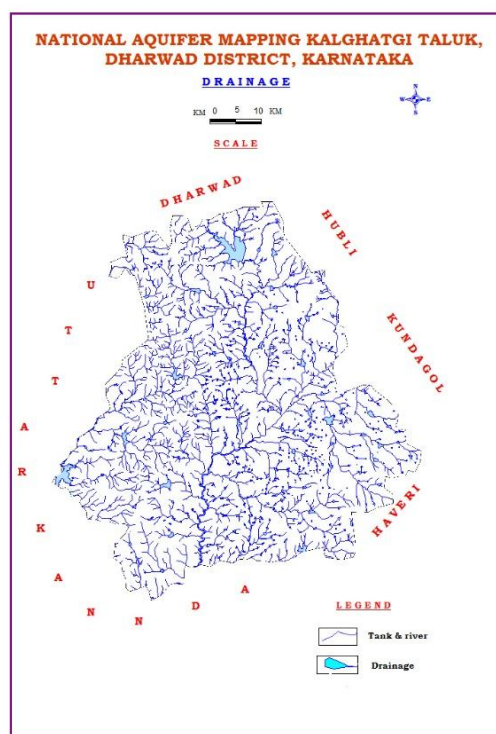 NATIONAL AQUIFER MAPPING KALGHATGI TALUK,
DHARWAD DISTRICT, KARNATAKA
DRAINAGE
KM 0 5 10 KM
SCALE
N
W E
S
DHARWAD
HUBLI
KUNDAGOL
HAVERI
UTTARKANNNDA
LEGEND
Tank & river
Drainage